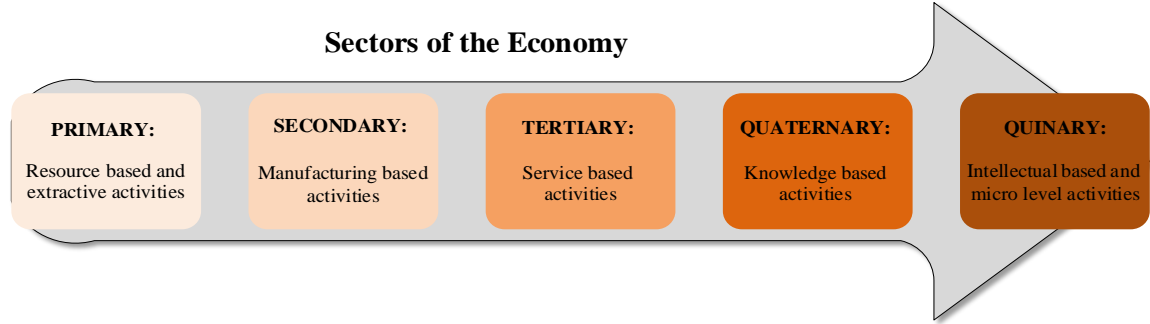 Sectors of the Economy
PRIMARY:
Resource based and
extractive activities
SECONDARY:
Manufacturing based
activities
TERTIARY:
Service based
activities
QUATERNARY:
Knowledge based
activities
QUINARY:
Intellectual based and
micro level activities